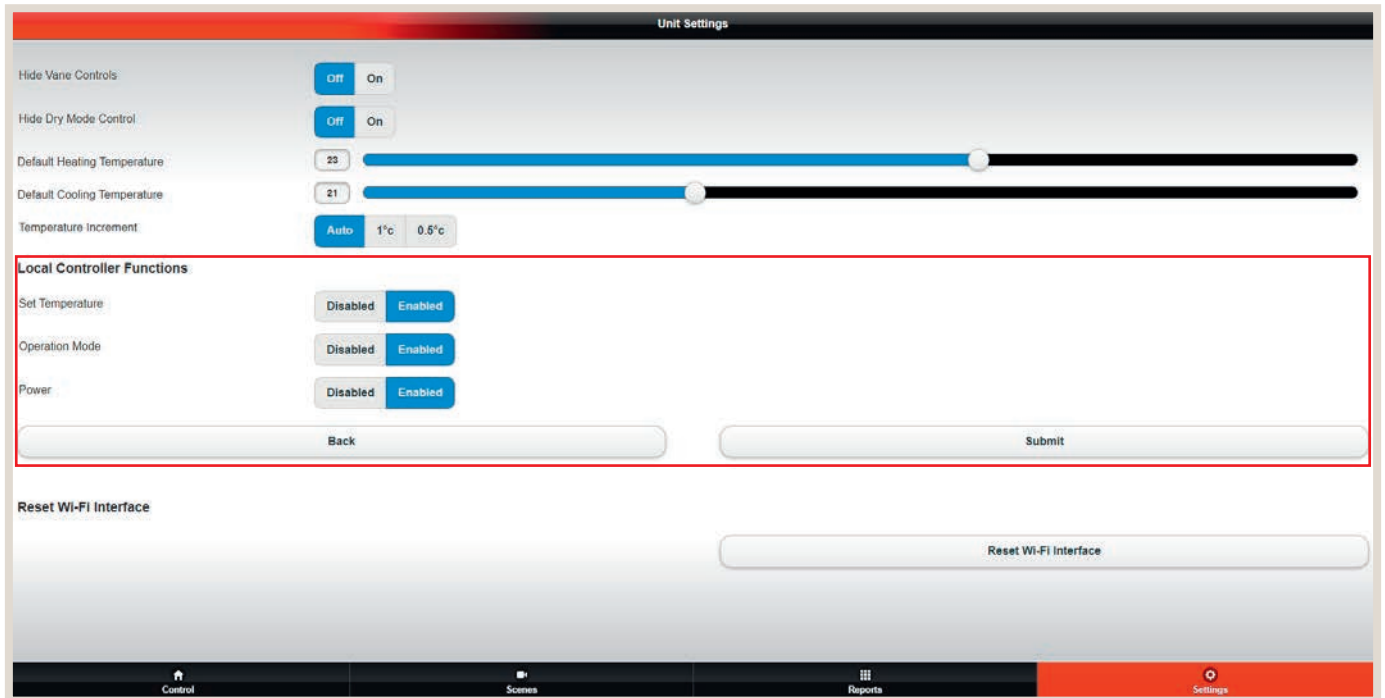 Unit Settings
Hide Vane Controls
Off On
Hide Dry Mode Control
Off On
Default Heating Temperature
23
Default Cooling Temperature
21
Temperature Increment
Auto 1°c 0.5°c
Local Controller Functions
Set Temperature
Disabled Enabled
Operation Mode
Disabled Enabled
Power
Disabled Enabled
Back Submit
Reset Wi-Fi Interface
Reset Wi-Fi Interface
Control Scenes Reports Settings